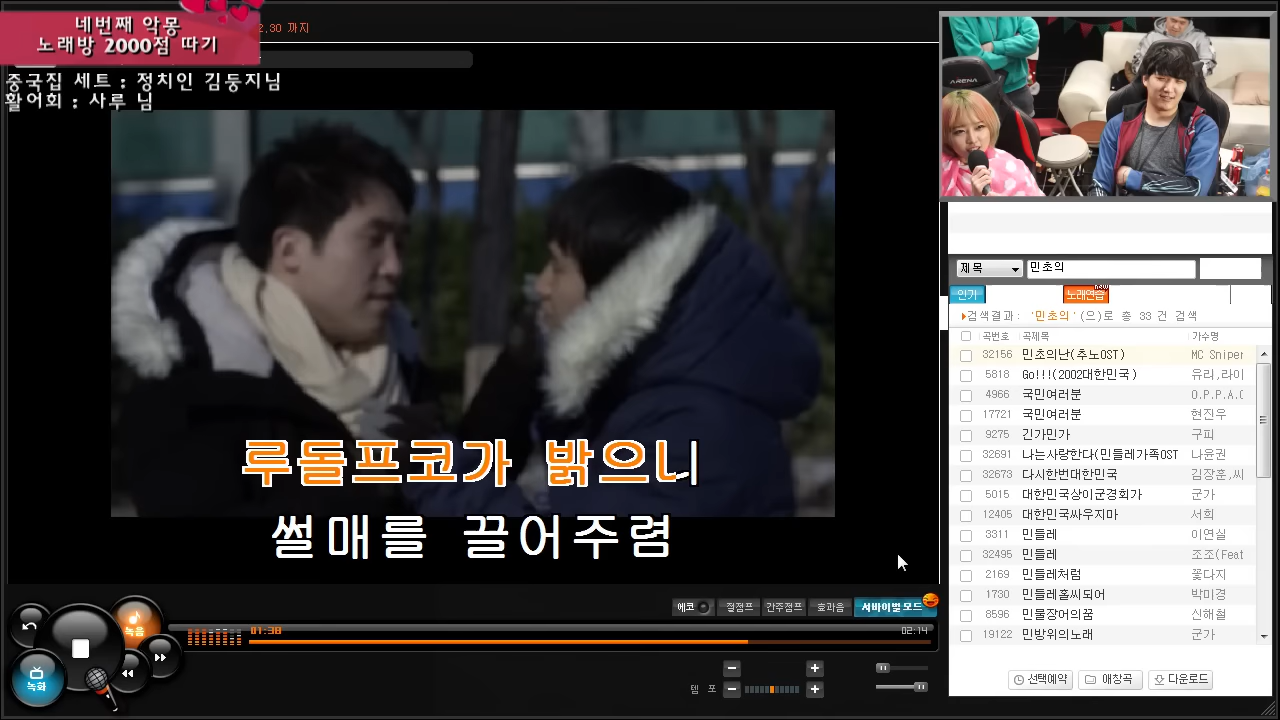 네번째 악몽
노래방 2000점 따기
2,30 까지
중국집 세트 : 정치인 김둥지님
활어회 : 사루 님
ARENA
루돌프코가 밝으니
썰매를 끌어주렴
에코
절점프
간주점프
효과음
서바이벌 모드
녹음
녹화
01:38
02:14
템 포
제목
민초의
인기
노래연습
new
검색결과: '민초의' (으)로 총 33 건 검색
곡번호 곡제목 가수명
32156 민초의난(추노OST) MC Sniper
5818 Go!!!(2002대한민국) 유리,라이
4966 국민여러분 O.P.P.A.(
17721 국민여러분 현진우
9275 긴가민가 구피
32691 나는사랑한다(민들레가족OST 나윤권
32673 다시한번대한민국 김장훈,씨
5015 대한민국상이군경회가 군가
12405 대한민국싸우지마 서희
3311 민들레 이연실
32495 민들레 조조(Feat
2169 민들레처럼 꽃다지
1730 민들레홀씨되어 박미경
8596 민물장어의꿈 신해철
19122 민방위의노래 군가
선택예약
애창곡
다운로드